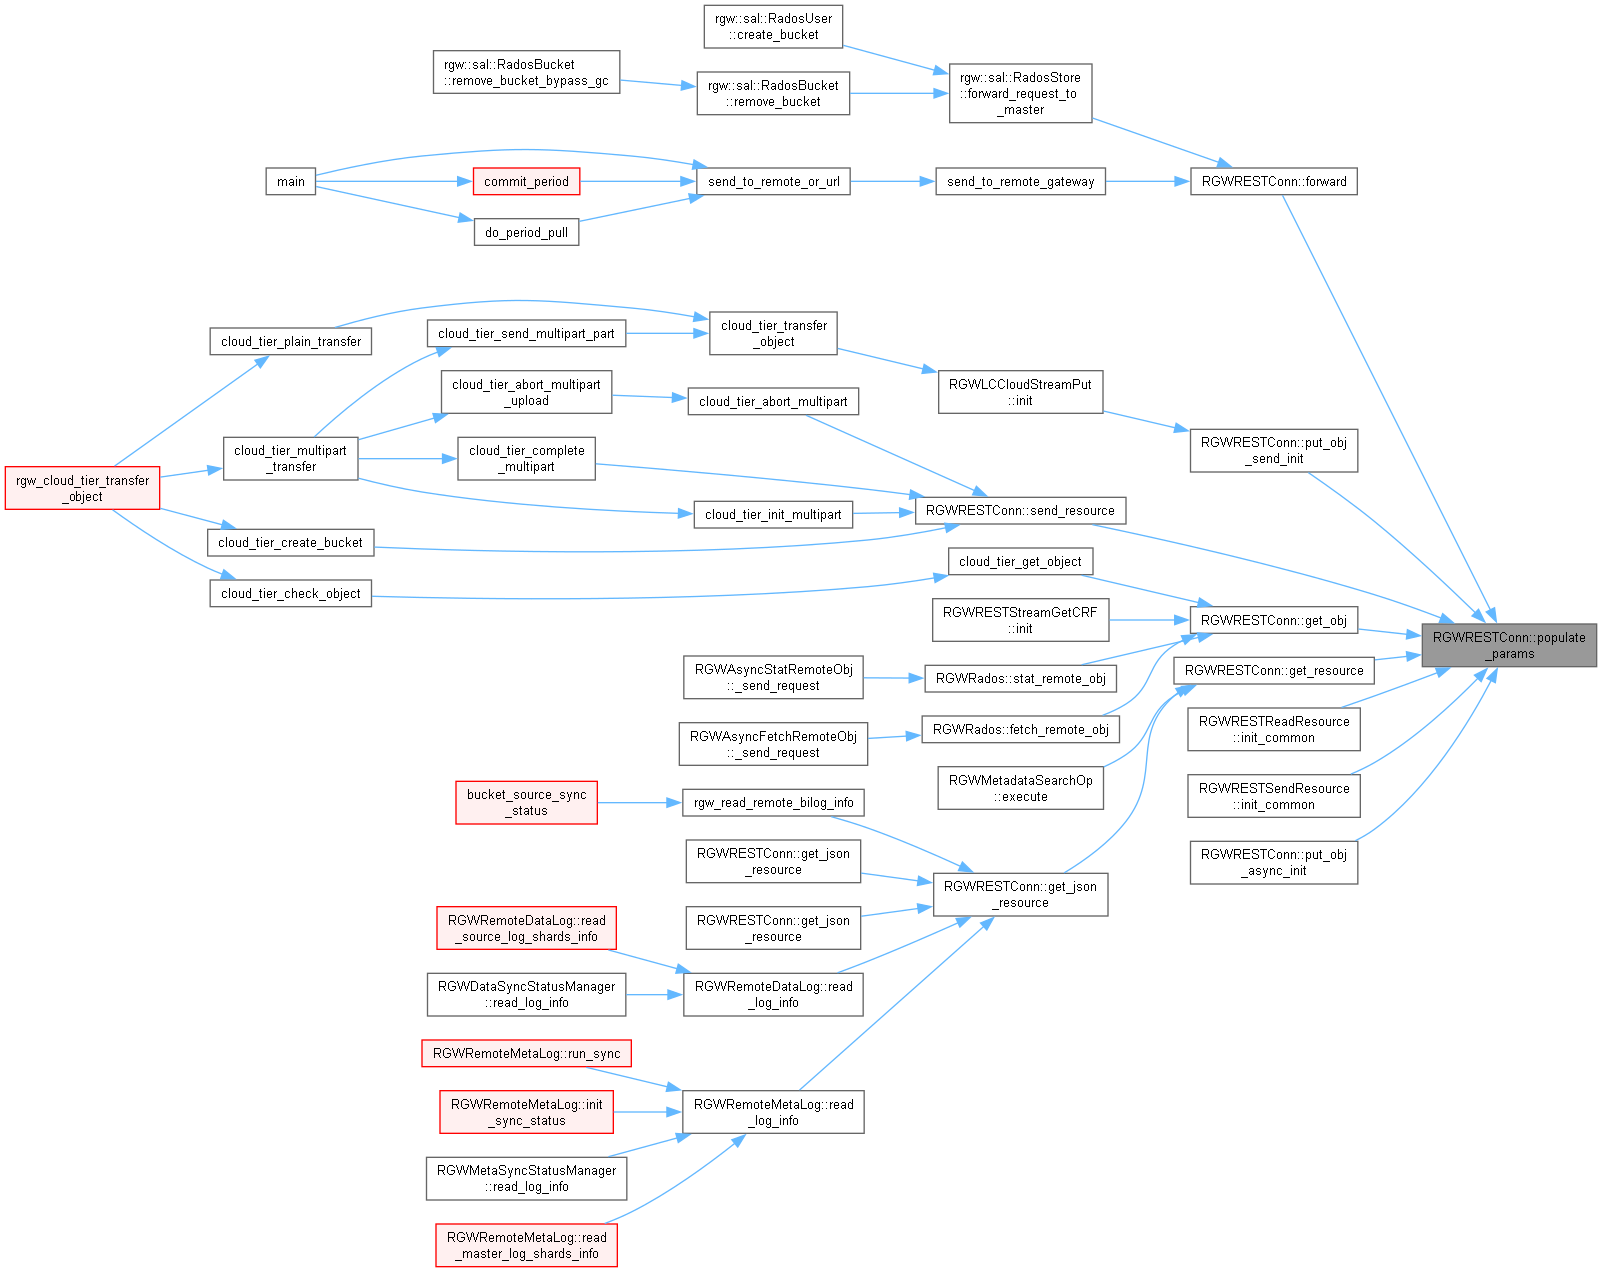 rgw::sal::RadosUser
::create_bucket
rgw::sal::RadosBucket
::remove_bucket_bypass_gc
rgw::sal::RadosBucket
::remove_bucket
rgw::sal::RadosStore
::forward_request_to
_master
main
commit_period
send_to_remote_or_url
send_to_remote_gateway
RGWRESTConn::forward
do_period_pull
cloud_tier_plain_transfer
cloud_tier_send_multipart_part
cloud_tier_transfer
_object
cloud_tier_abort_multipart
_upload
cloud_tier_abort_multipart
RGWLCCloudStreamPut
::init
cloud_tier_multipart
_transfer
cloud_tier_complete
_multipart
RGWRESTConn::put_obj
_send_init
rgw_cloud_tier_transfer
_object
cloud_tier_init_multipart
RGWRESTConn::send_resource
cloud_tier_create_bucket
cloud_tier_get_object
cloud_tier_check_object
RGWRESTStreamGetCRF
::init
RGWRESTConn::get_obj
RGWRESTConn::populate
_params
RGWAsyncStatRemoteObj
::_send_request
RGWRados::stat_remote_obj
RGWRESTConn::get_resource
RGWAsyncFetchRemoteObj
::_send_request
RGWRados::fetch_remote_obj
RGWRESTReadResource
::init_common
RGWMetadataSearchOp
::execute
RGWRESTSendResource
::init_common
bucket_source_sync
_status
rgw_read_remote_bilog_info
RGWRESTConn::get_json
_resource
RGWRESTConn::put_obj
_async_init
RGWRESTConn::get_json
_resource
RGWRemoteDataLog::read
_source_log_shards_info
RGWRESTConn::get_json
_resource
RGWDataSyncStatusManager
::read_log_info
RGWRemoteDataLog::read
_log_info
RGWRemoteMetaLog::run_sync
RGWRemoteMetaLog::init
_sync_status
RGWRemoteMetaLog::read
_log_info
RGWMetaSyncStatusManager
::read_log_info
RGWRemoteMetaLog::read
_master_log_shards_info